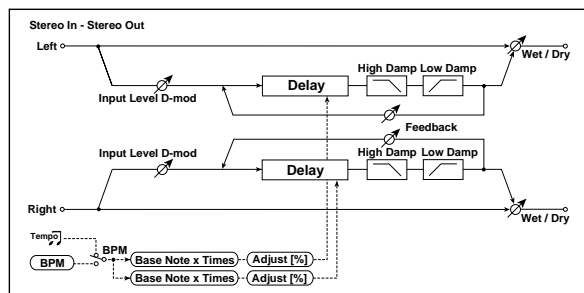 Stereo In - Stereo Out
Left
Wet / Dry
High Damp Low Damp
Delay
Input Level D-mod
Feedback
Input Level D-mod
High Damp Low Damp
Delay
Right
Wet / Dry
Tempo
BPM
BPM
Base Note x Times
Adjust [%]
Base Note x Times
Adjust [%]